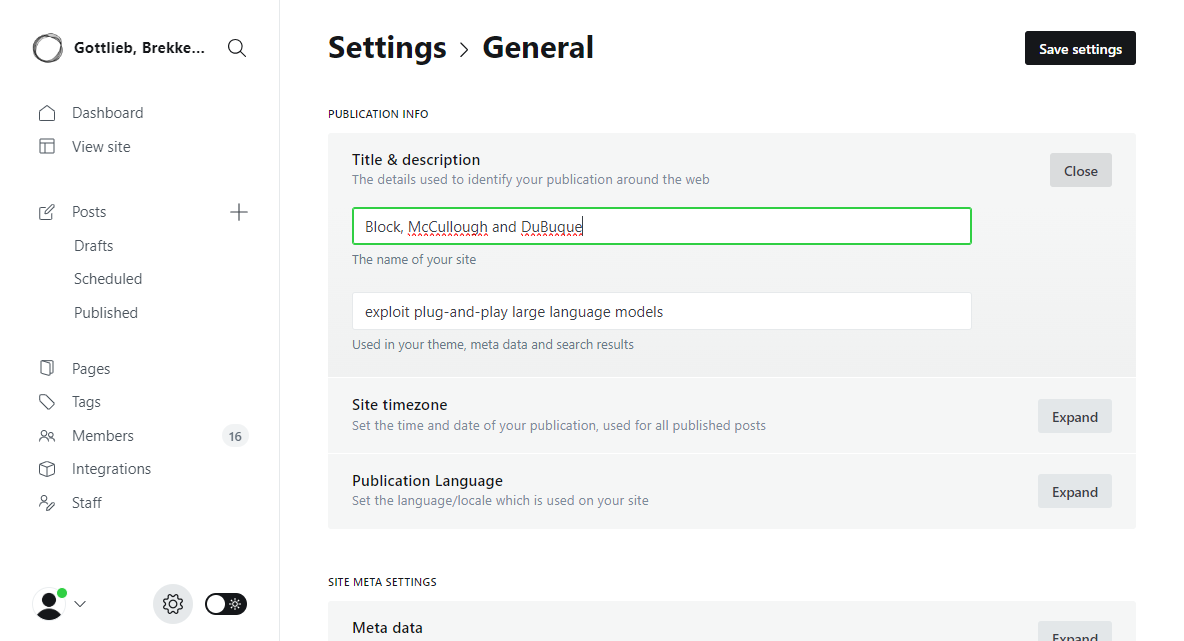 Gottlieb, Brekke...
Dashboard
View site
Posts
Drafts
Scheduled
Published
Pages
Tags
Members 16
Integrations
Staff
Settings > General
Save settings
PUBLICATION INFO
Title & description
The details used to identify your publication around the web
Close
Block, McCullough and DuBuque
The name of your site
exploit plug-and-play large language models
Used in your theme, meta data and search results
Site timezone
Set the time and date of your publication, used for all published posts
Expand
Publication Language
Set the language/locale which is used on your site
Expand
SITE META SETTINGS
Meta data
Expand